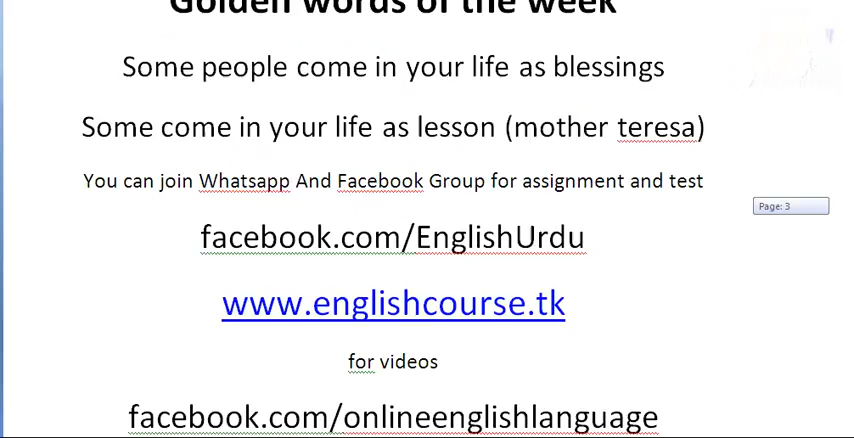 Golden words of the week
Some people come in your life as blessings
Some come in your life as lesson (mother teresa)
You can join Whatsapp And Facebook Group for assignment and test
Page: 3
facebook.com/EnglishUrdu
www.englishcourse.tk
for videos
facebook.com/onlineenglishlanguage